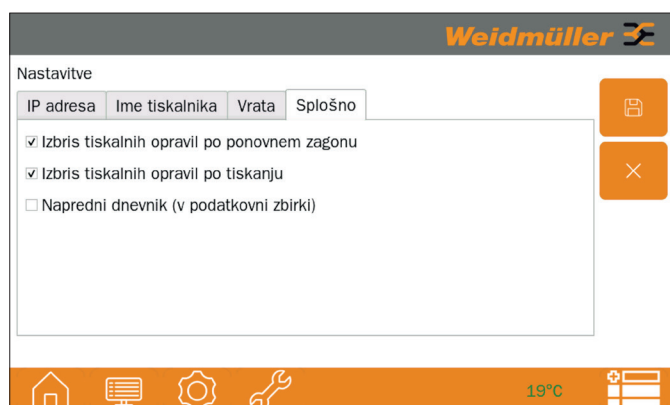 Weidmüller
Nastavitve
IP adresa Ime tiskalnika Vrata Splošno
Izbris tiskalnih opravil po ponovnem zagonu
Izbris tiskalnih opravil po tiskanju
Napredni dnevnik (v podatkovni zbirki)
19°C